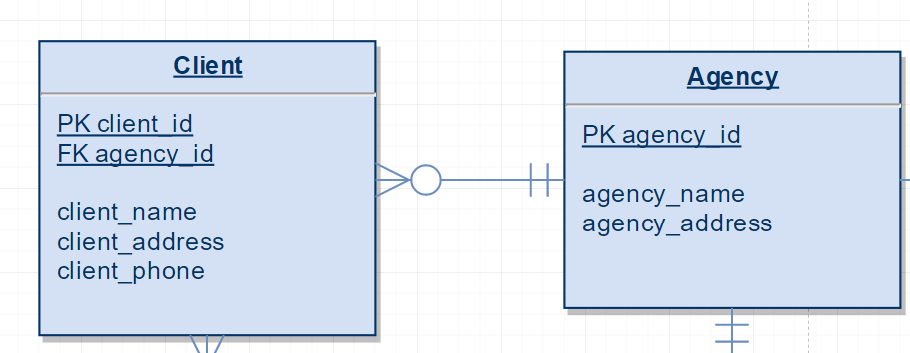 Client
PK client_id
FK agency_id
client_name
client_address
client_phone
Agency
PK agency_id
agency_name
agency_address